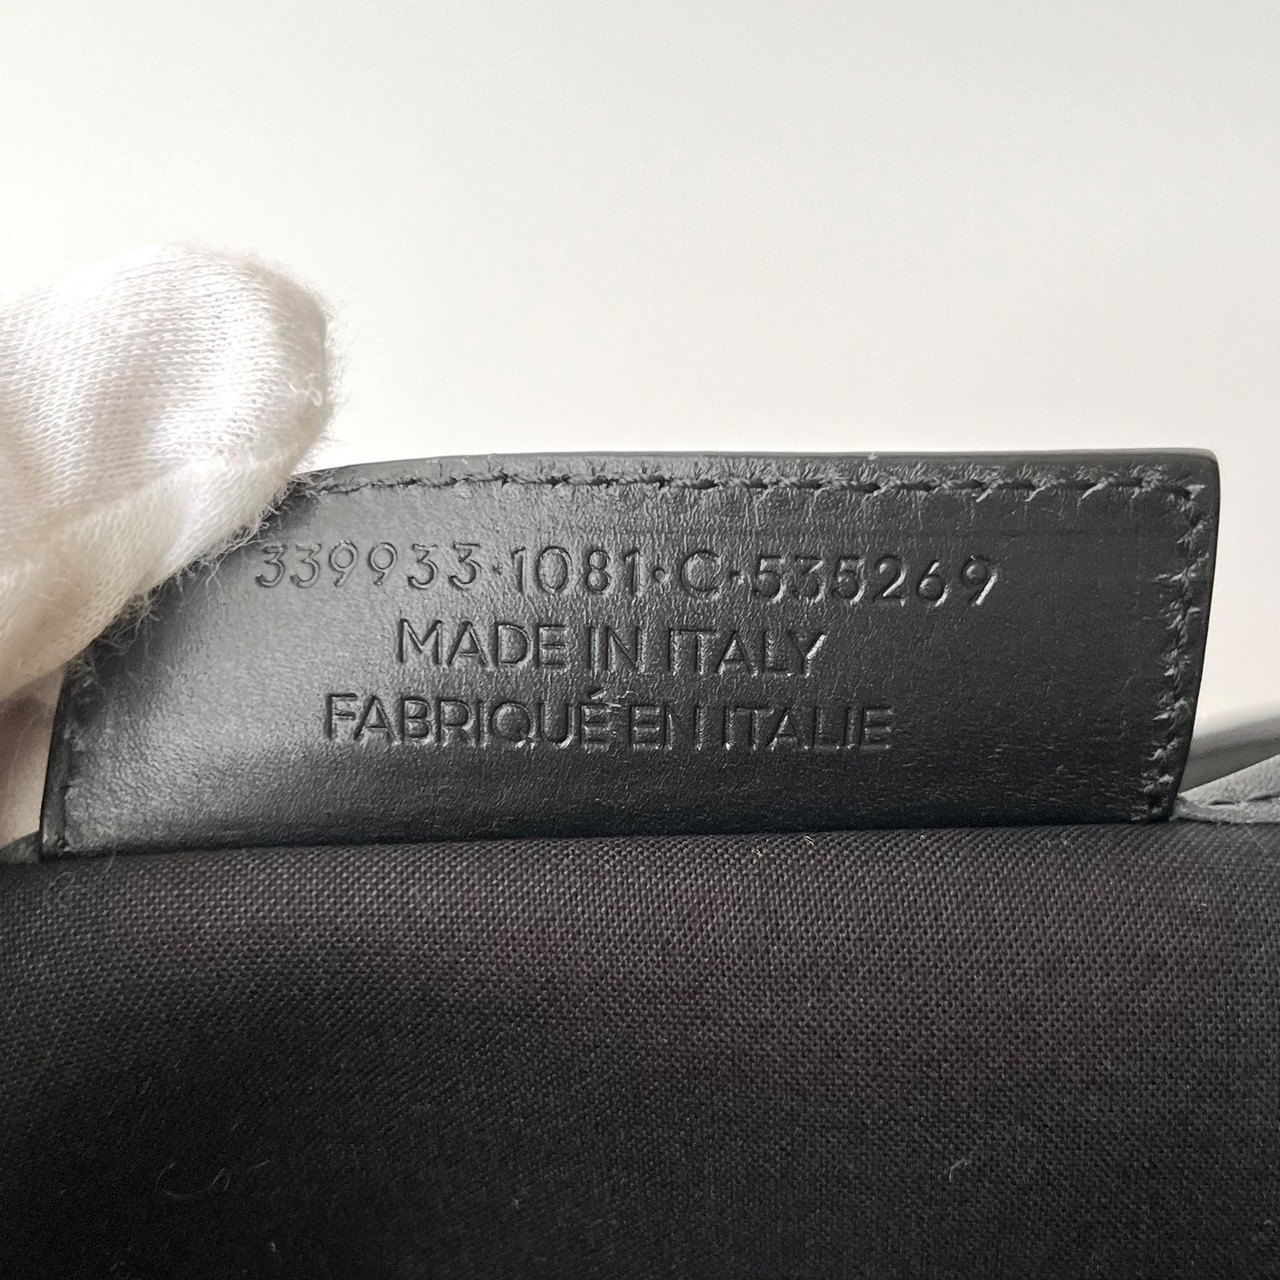 339933·1081·C·535269
MADE IN ITALY
FABRIQUÉ EN ITALIE